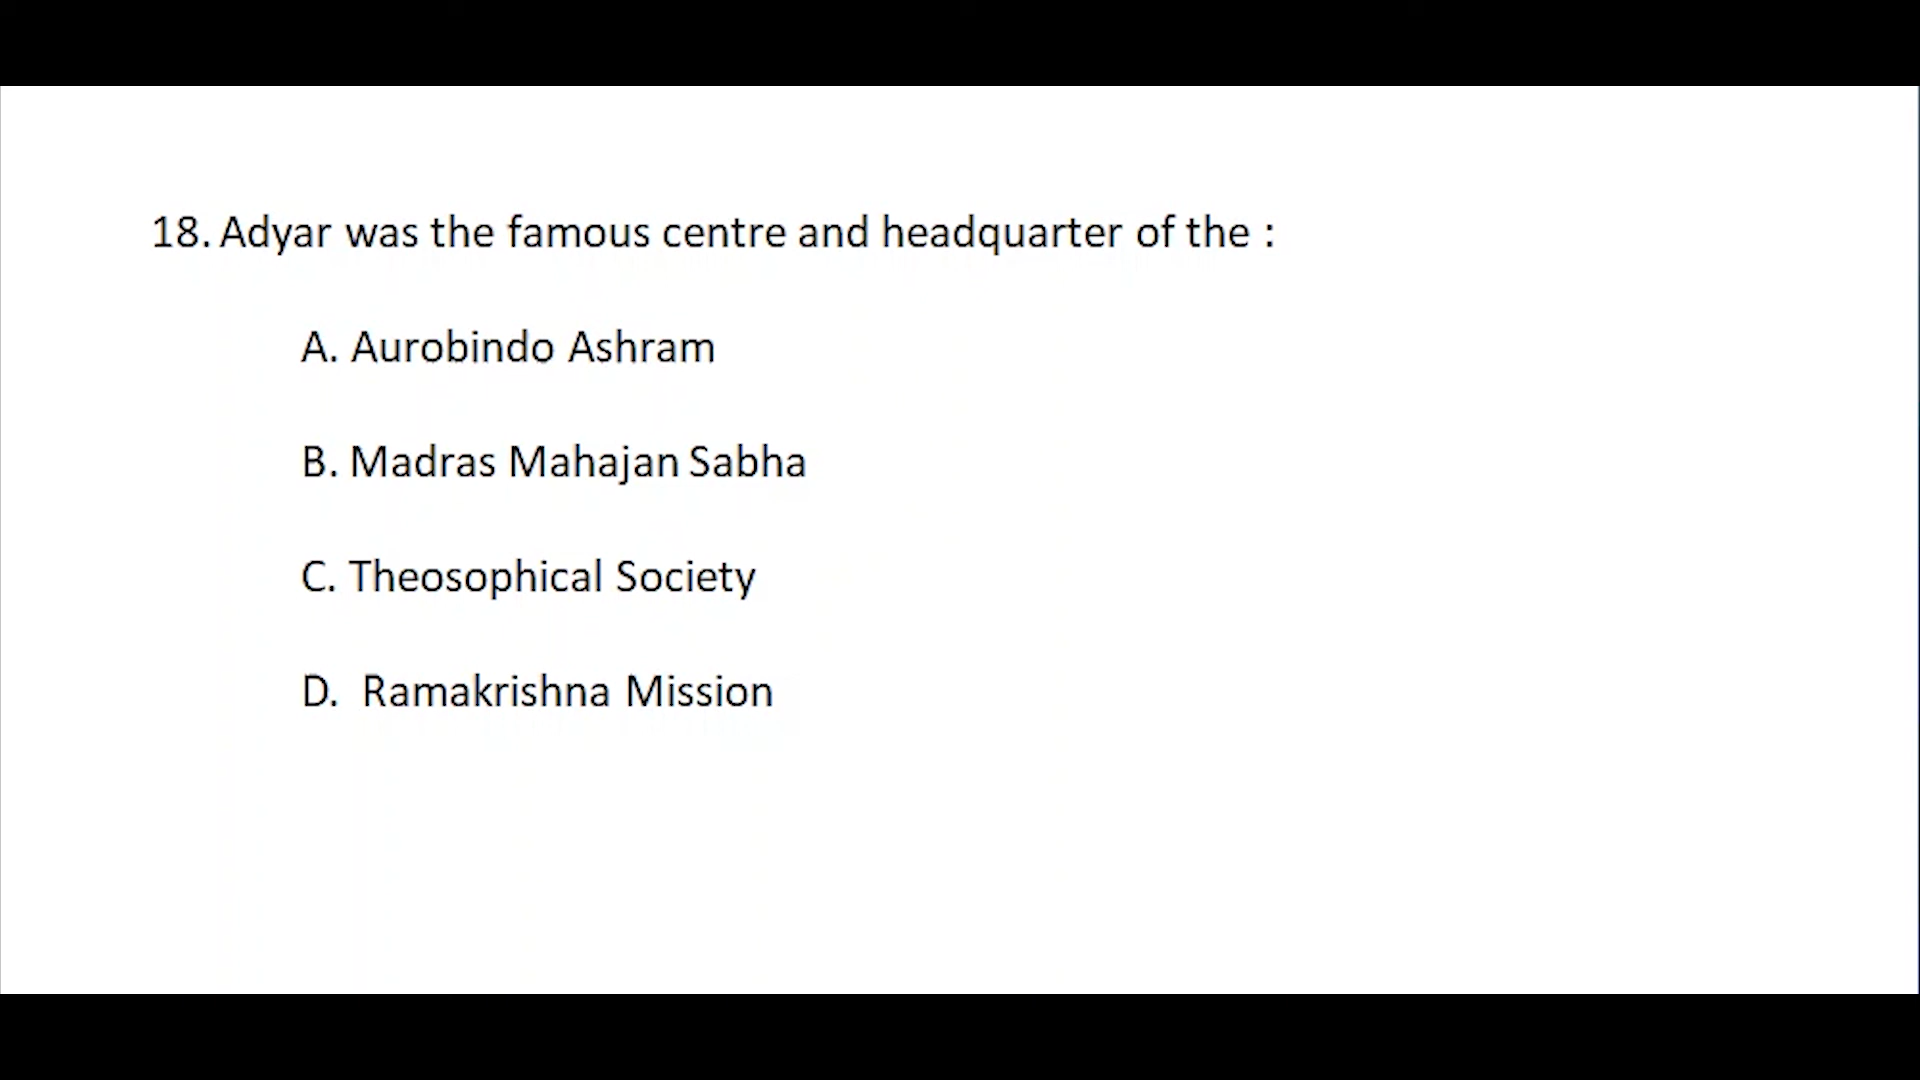 18. Adyar was the famous centre and headquarter of the :
A. Aurobindo Ashram
B. Madras Mahajan Sabha
C. Theosophical Society
D. Ramakrishna Mission